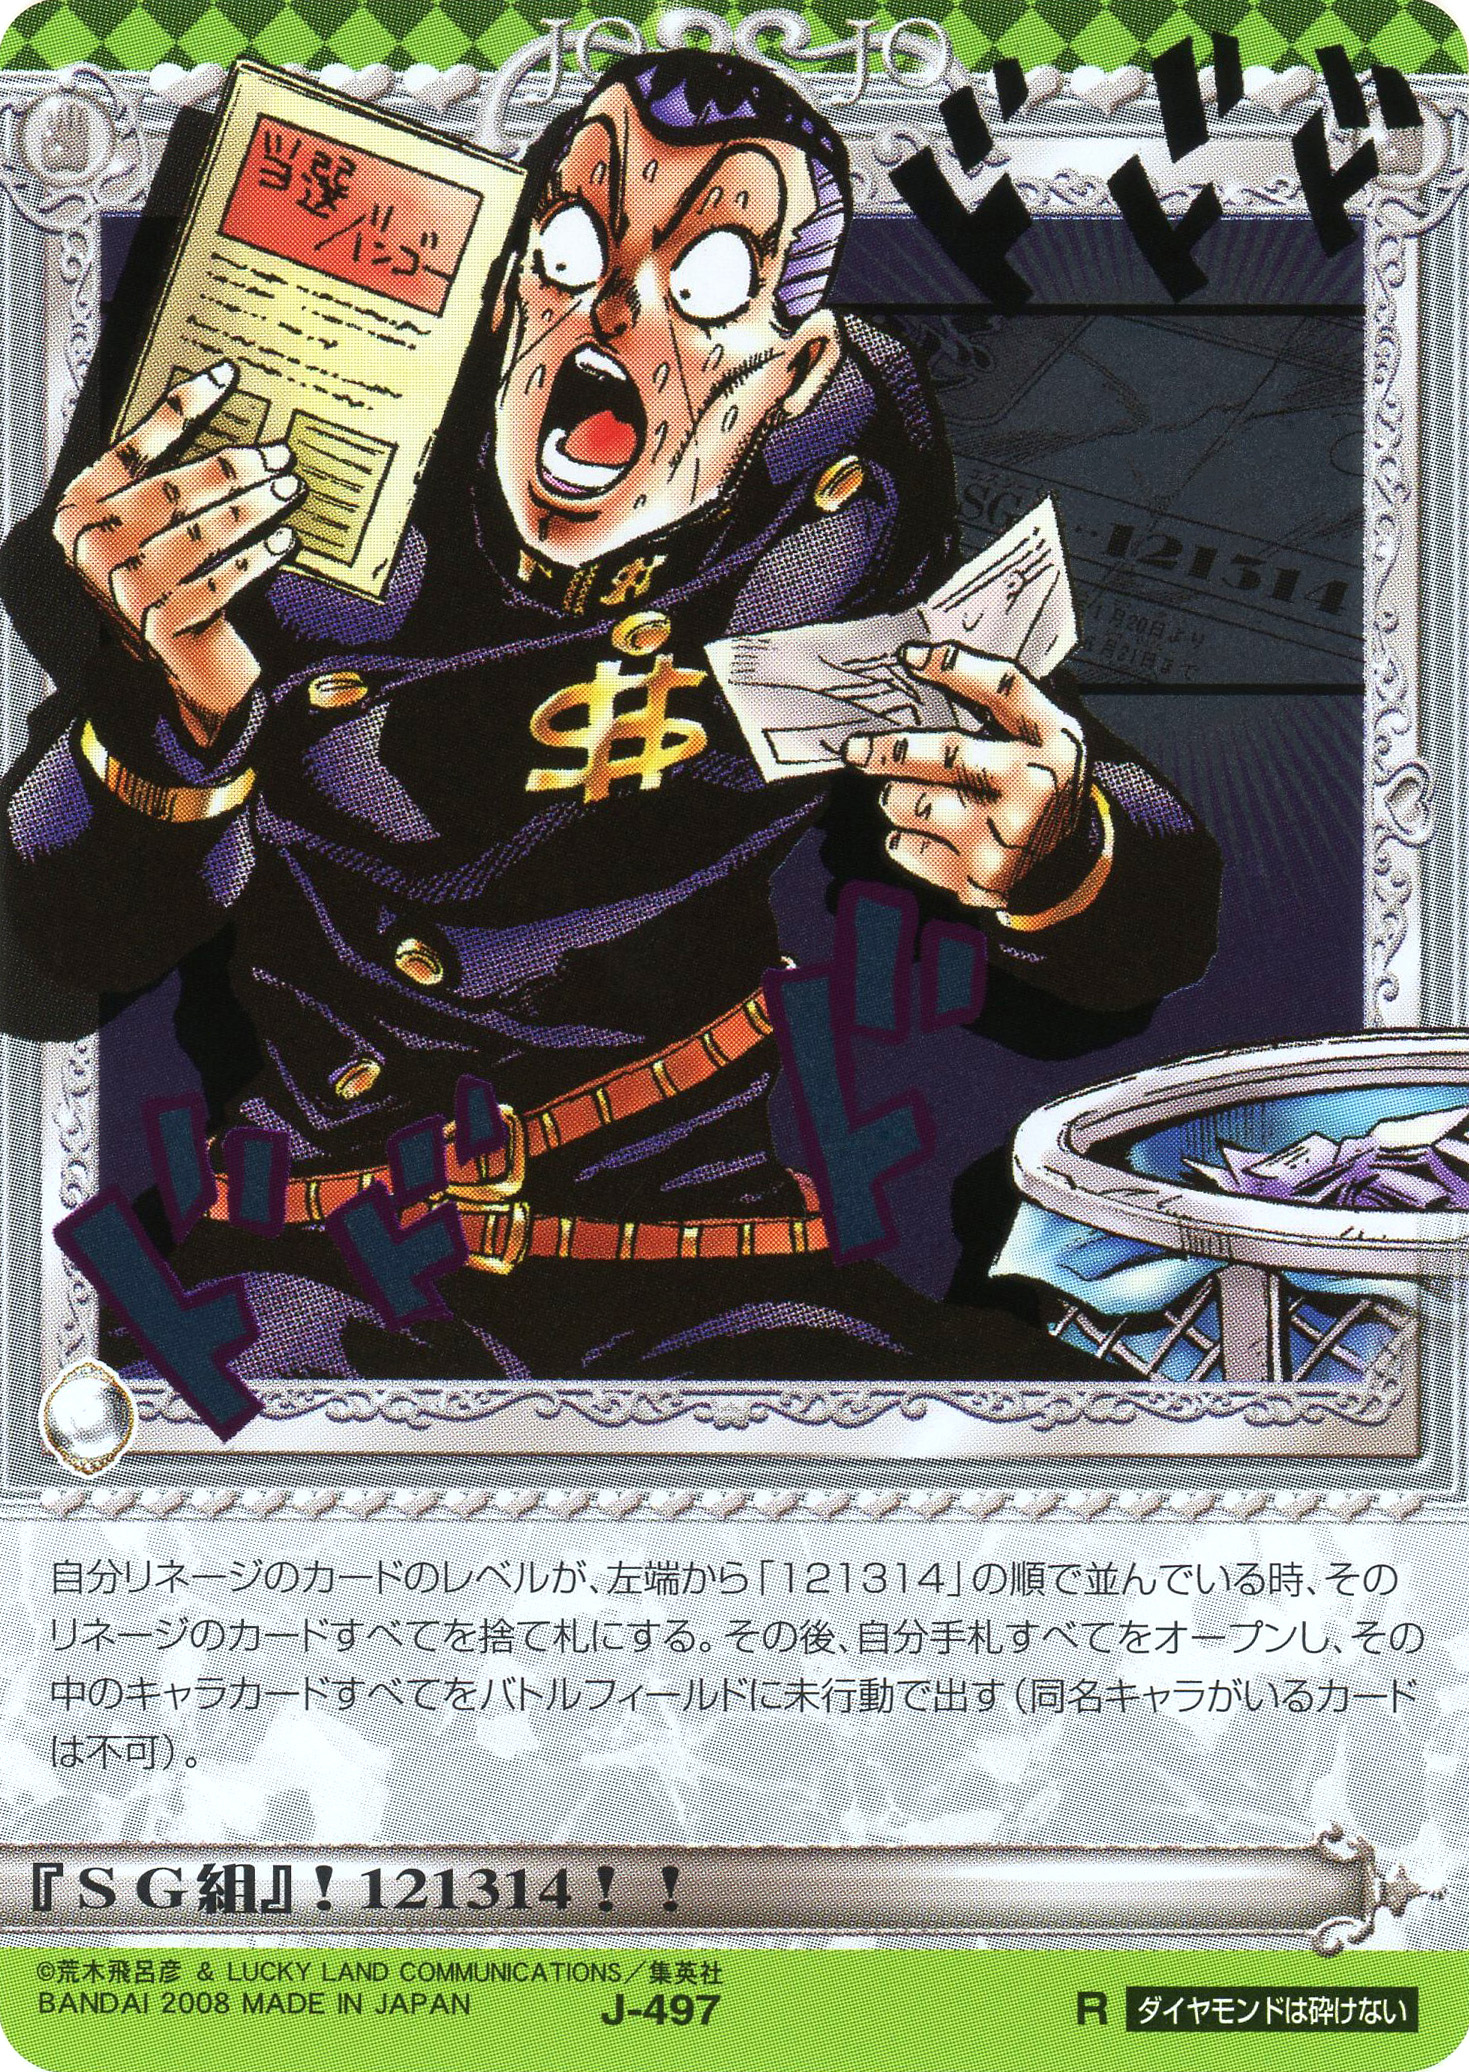 JOJO
ドドド
当選ナンバー
SG
121314
1月20日より
月21日まで
ドドド
自分リネージのカードのレベルが、左端から「121314」の順で並んでいる時、その
リネージのカードすべてを捨て札にする。その後、自分手札すべてをオープンし、その
中のキャラカードすべてをバトルフィールドに未行動で出す（同名キャラがいるカード
は不可）。
『ＳＧ組』！121314！！
©荒木飛呂彦 & LUCKY LAND COMMUNICATIONS／集英社
BANDAI 2008 MADE IN JAPAN
J-497
R
ダイヤモンドは砕けない